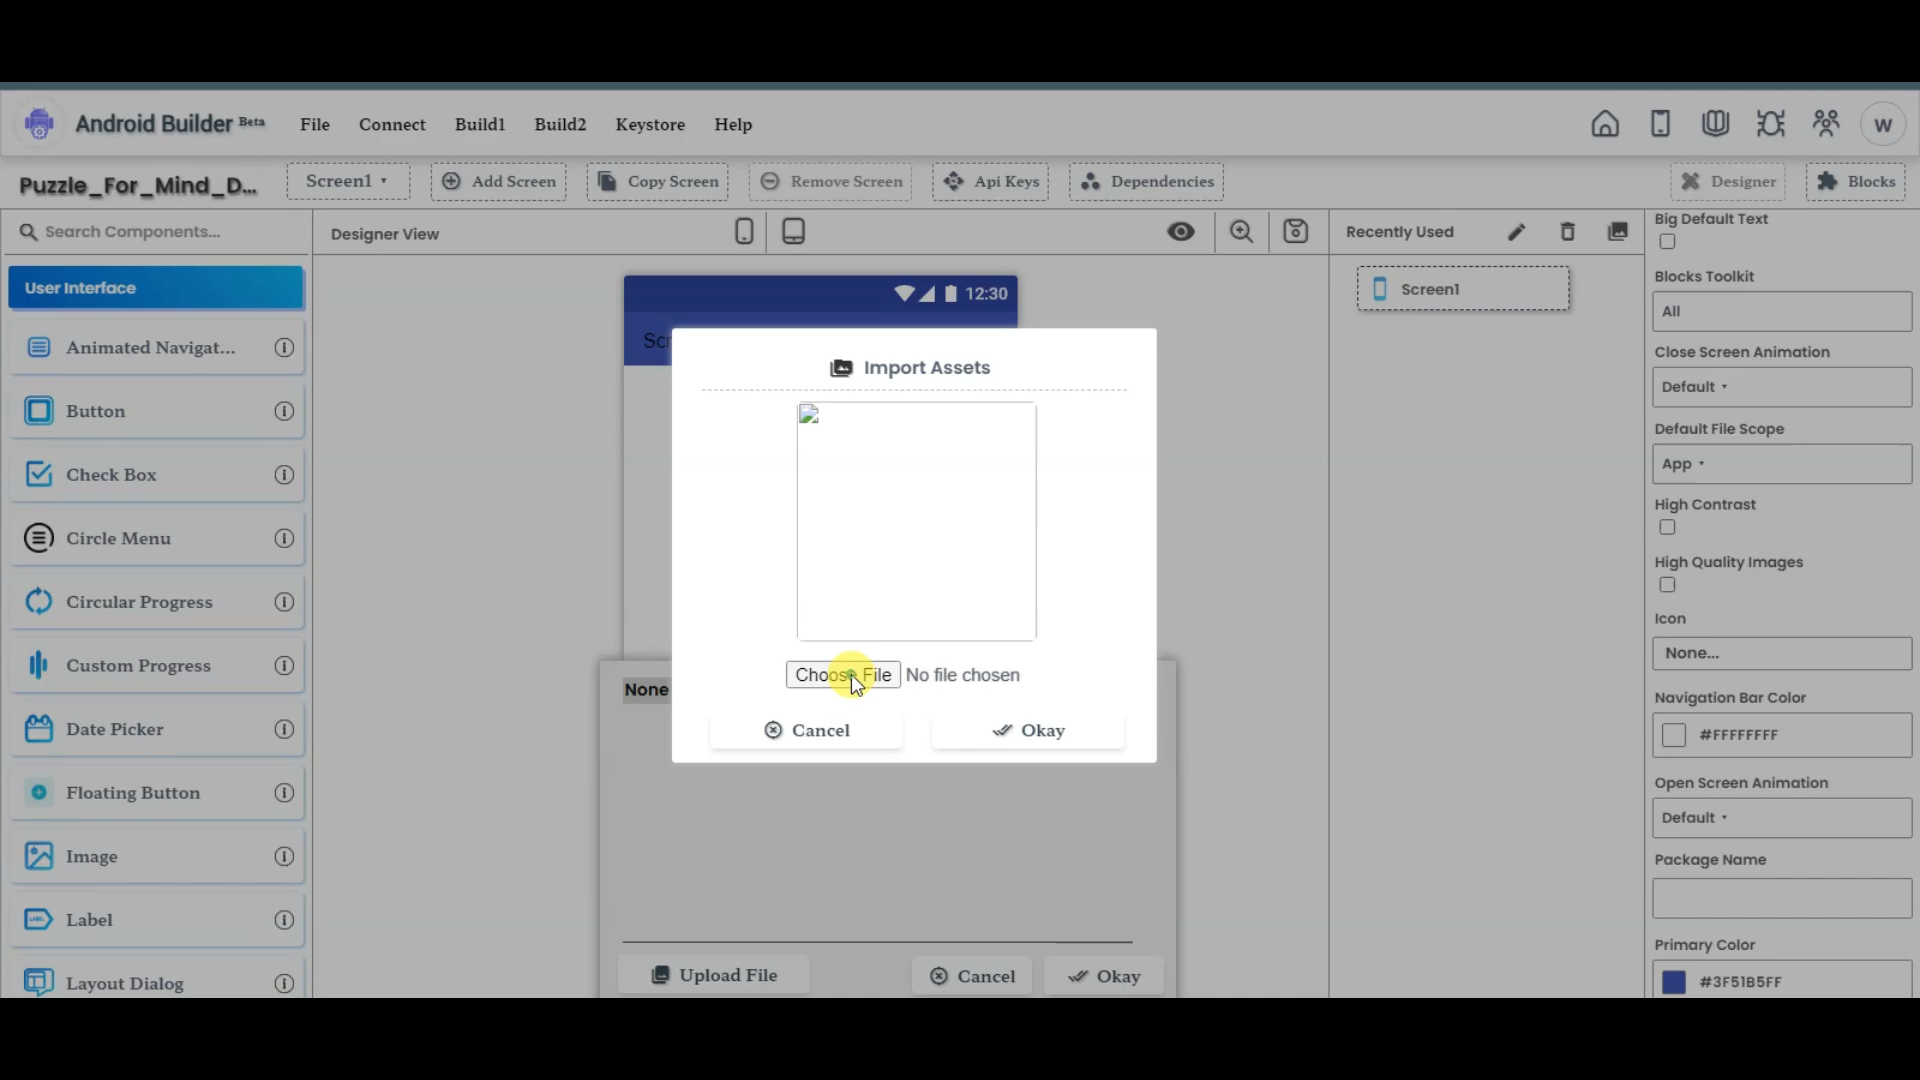 Android Builder Beta
File
Connect
Build1
Build2
Keystore
Help
W
Puzzle_For_Mind_D...
Screen1
Add Screen
Copy Screen
Remove Screen
Api Keys
Dependencies
Designer
Blocks
Search Components...
Designer View
Recently Used
User Interface
Animated Navigat...
Button
Check Box
Circle Menu
Circular Progress
Custom Progress
Date Picker
Floating Button
Image
Label
Layout Dialog
12:30
Scr
Import Assets
Choose File No file chosen
Cancel
Okay
None
Upload File
Cancel
Okay
Screen1
Big Default Text
Blocks Toolkit
All
Close Screen Animation
Default
Default File Scope
App
High Contrast
High Quality Images
Icon
None...
Navigation Bar Color
#FFFFFFFF
Open Screen Animation
Default
Package Name
Primary Color
#3F51B5FF